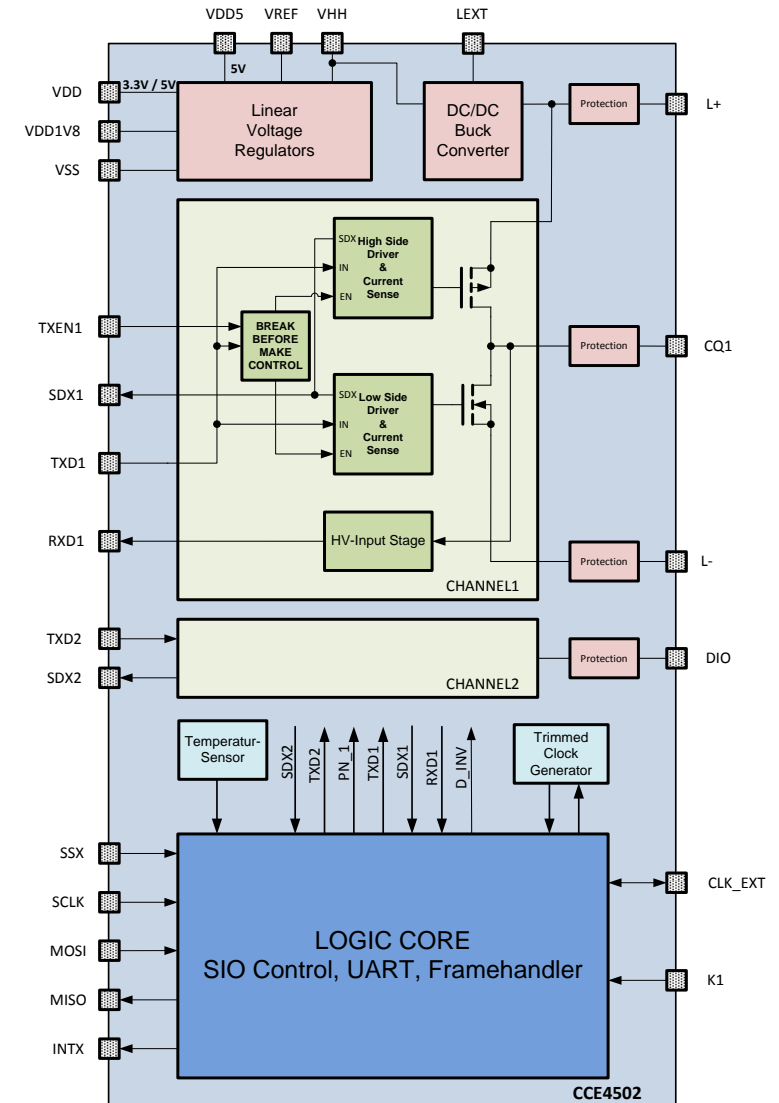 VDD5 VREF VHH LEXT
5V
VDD 3.3V / 5V
VDD1V8
VSS
Linear
Voltage
Regulators
DC/DC
Buck
Converter
Protection
L+
SDX High Side
Driver
IN &
Current
EN Sense
TXEN1
BREAK
BEFORE
MAKE
CONTROL
Protection
CQ1
SDX1
SDX Low Side
Driver
IN &
Current
EN Sense
TXD1
RXD1
HV-Input Stage
Protection
L-
CHANNEL1
TXD2
SDX2
Protection
DIO
CHANNEL2
Temperatur-
Sensor
SDX2
TXD2
PN_1
TXD1
SDX1
RXD1
D_INV
Trimmed
Clock
Generator
SSX
SCLK
MOSI
MISO
INTX
LOGIC CORE
SIO Control, UART, Framehandler
CLK_EXT
K1
CCE4502